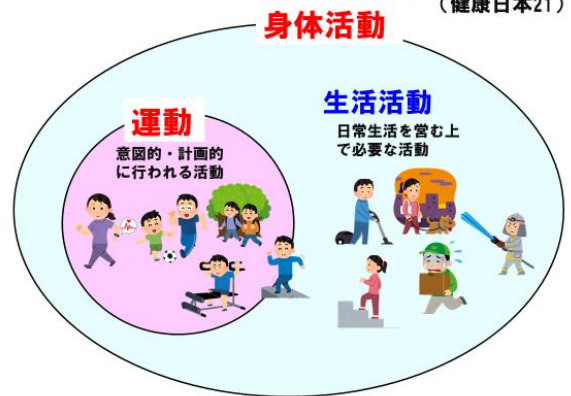 （健康日本21）
身体活動
運動
意図的・計画的
に行われる活動
生活活動
日常生活を営む上
で必要な活動